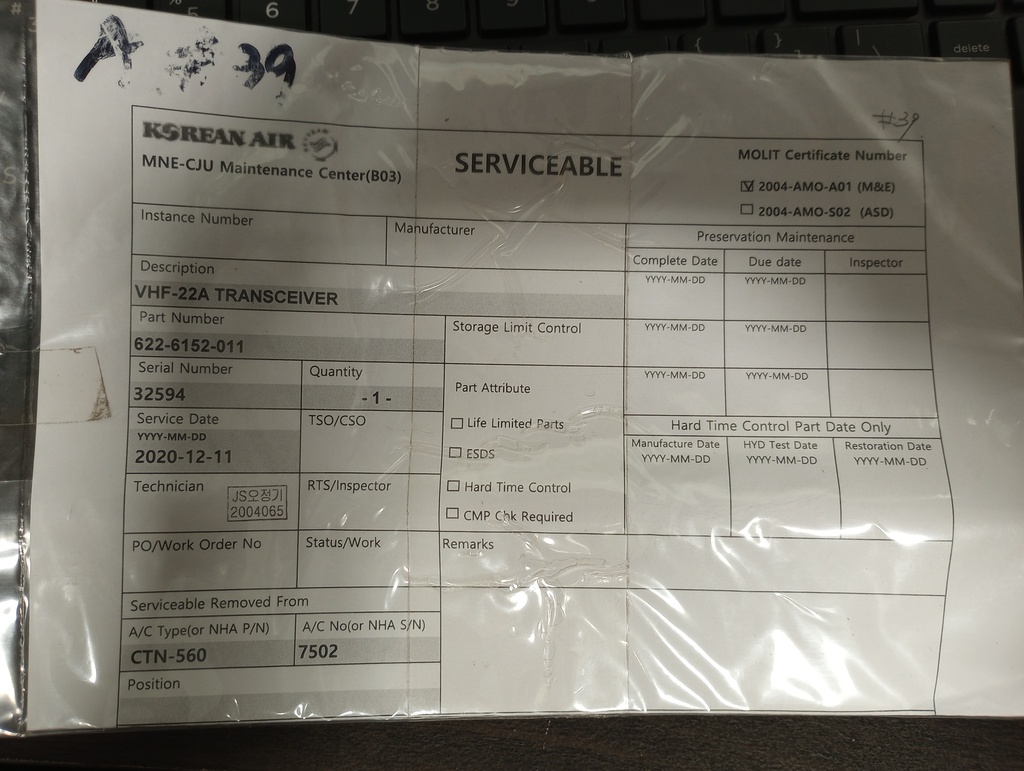 A # 39
#39
KOREAN AIR
MNE-CJU Maintenance Center(B03)
SERVICEABLE
MOLIT Certificate Number
☑ 2004-AMO-A01 (M&E)
☐ 2004-AMO-S02 (ASD)
Instance Number
Manufacturer
Preservation Maintenance
Complete Date Due date Inspector
YYYY-MM-DD YYYY-MM-DD
Description
VHF-22A TRANSCEIVER
Part Number
622-6152-011
Storage Limit Control
YYYY-MM-DD YYYY-MM-DD
Serial Number
32594
Quantity
-1-
Part Attribute
☐ Life Limited Parts
☐ ESDS
☐ Hard Time Control
☐ CMP Chk Required
YYYY-MM-DD YYYY-MM-DD
Service Date
YYYY-MM-DD
2020-12-11
TSO/CSO
Hard Time Control Part Date Only
Manufacture Date HYD Test Date Restoration Date
YYYY-MM-DD YYYY-MM-DD YYYY-MM-DD
Technician
JS오정기
2004065
RTS/Inspector
PO/Work Order No
Status/Work
Remarks
Serviceable Removed From
A/C Type(or NHA P/N)
CTN-560
A/C No(or NHA S/N)
7502
Position
5 6 7 8 9
delete